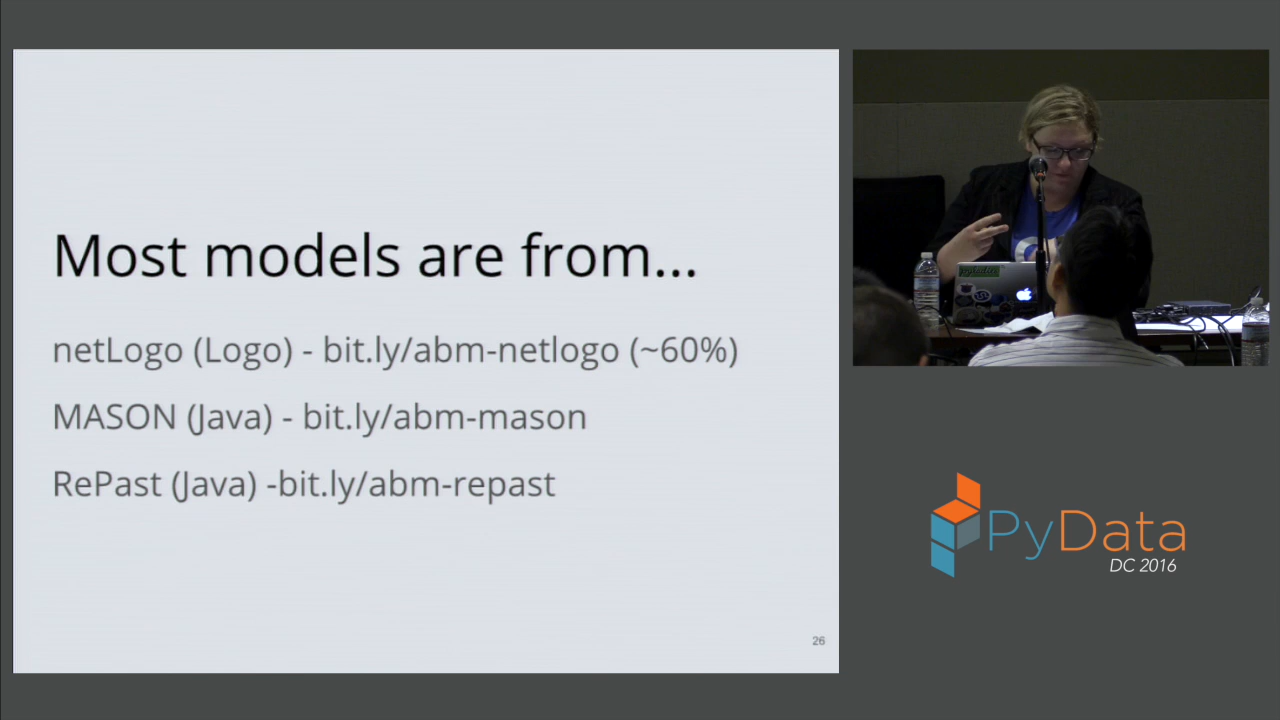 Most models are from...
netLogo (Logo) - bit.ly/abm-netlogo (~60%)
MASON (Java) - bit.ly/abm-mason
RePast (Java) -bit.ly/abm-repast
26
pyladies
PyData
DC 2016